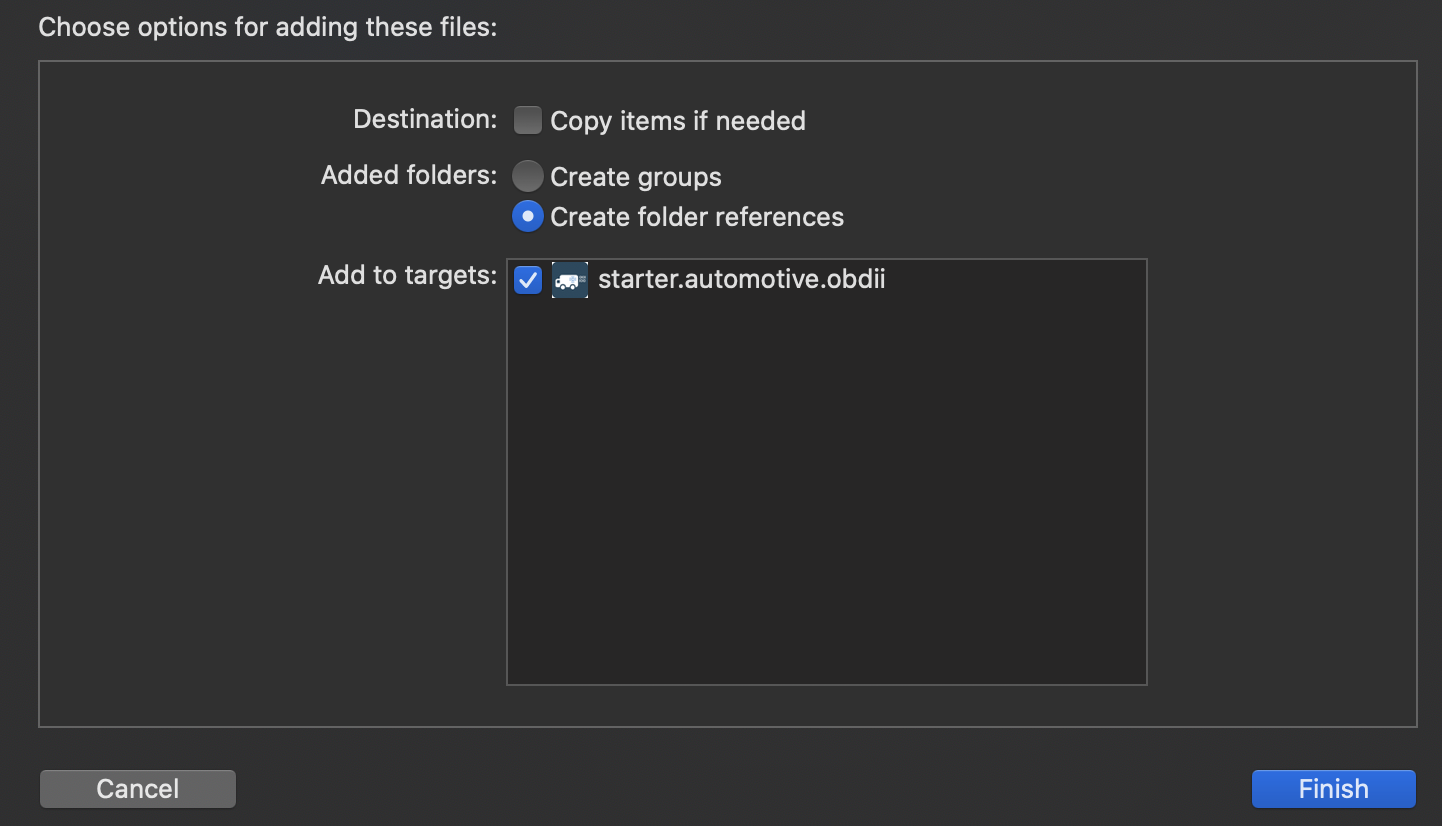 Choose options for adding these files:
Destination: Copy items if needed
Added folders: Create groups
Create folder references
Add to targets: starter.automotive.obdii
Cancel Finish